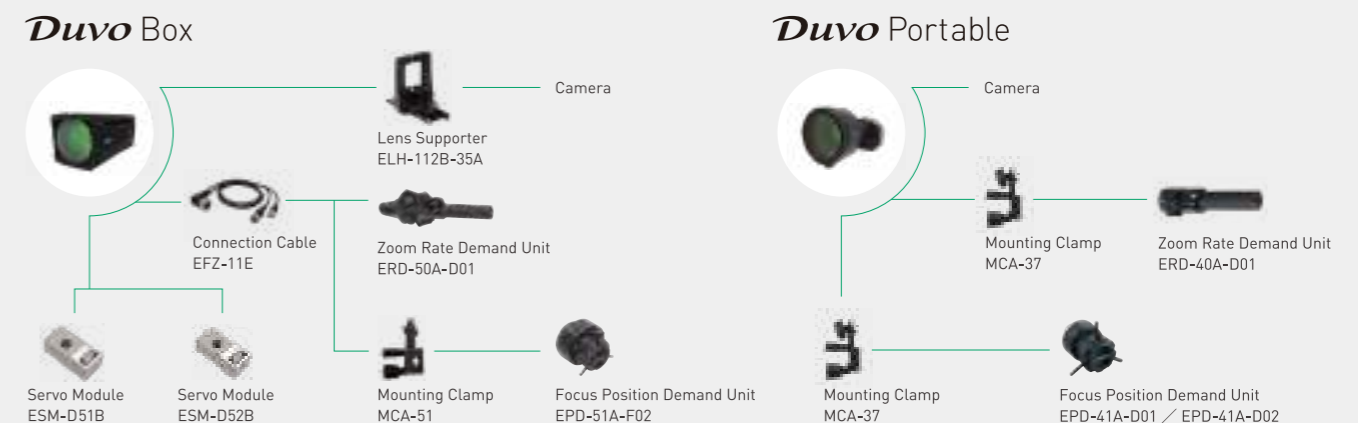 Duvo Box
Camera
Lens Supporter
ELH-112B-35A
Connection Cable
EFZ-11E
Zoom Rate Demand Unit
ERD-50A-D01
Servo Module
ESM-D51B
Servo Module
ESM-D52B
Mounting Clamp
MCA-51
Focus Position Demand Unit
EPD-51A-F02
Duvo Portable
Camera
Mounting Clamp
MCA-37
Zoom Rate Demand Unit
ERD-40A-D01
Mounting Clamp
MCA-37
Focus Position Demand Unit
EPD-41A-D01 ／ EPD-41A-D02